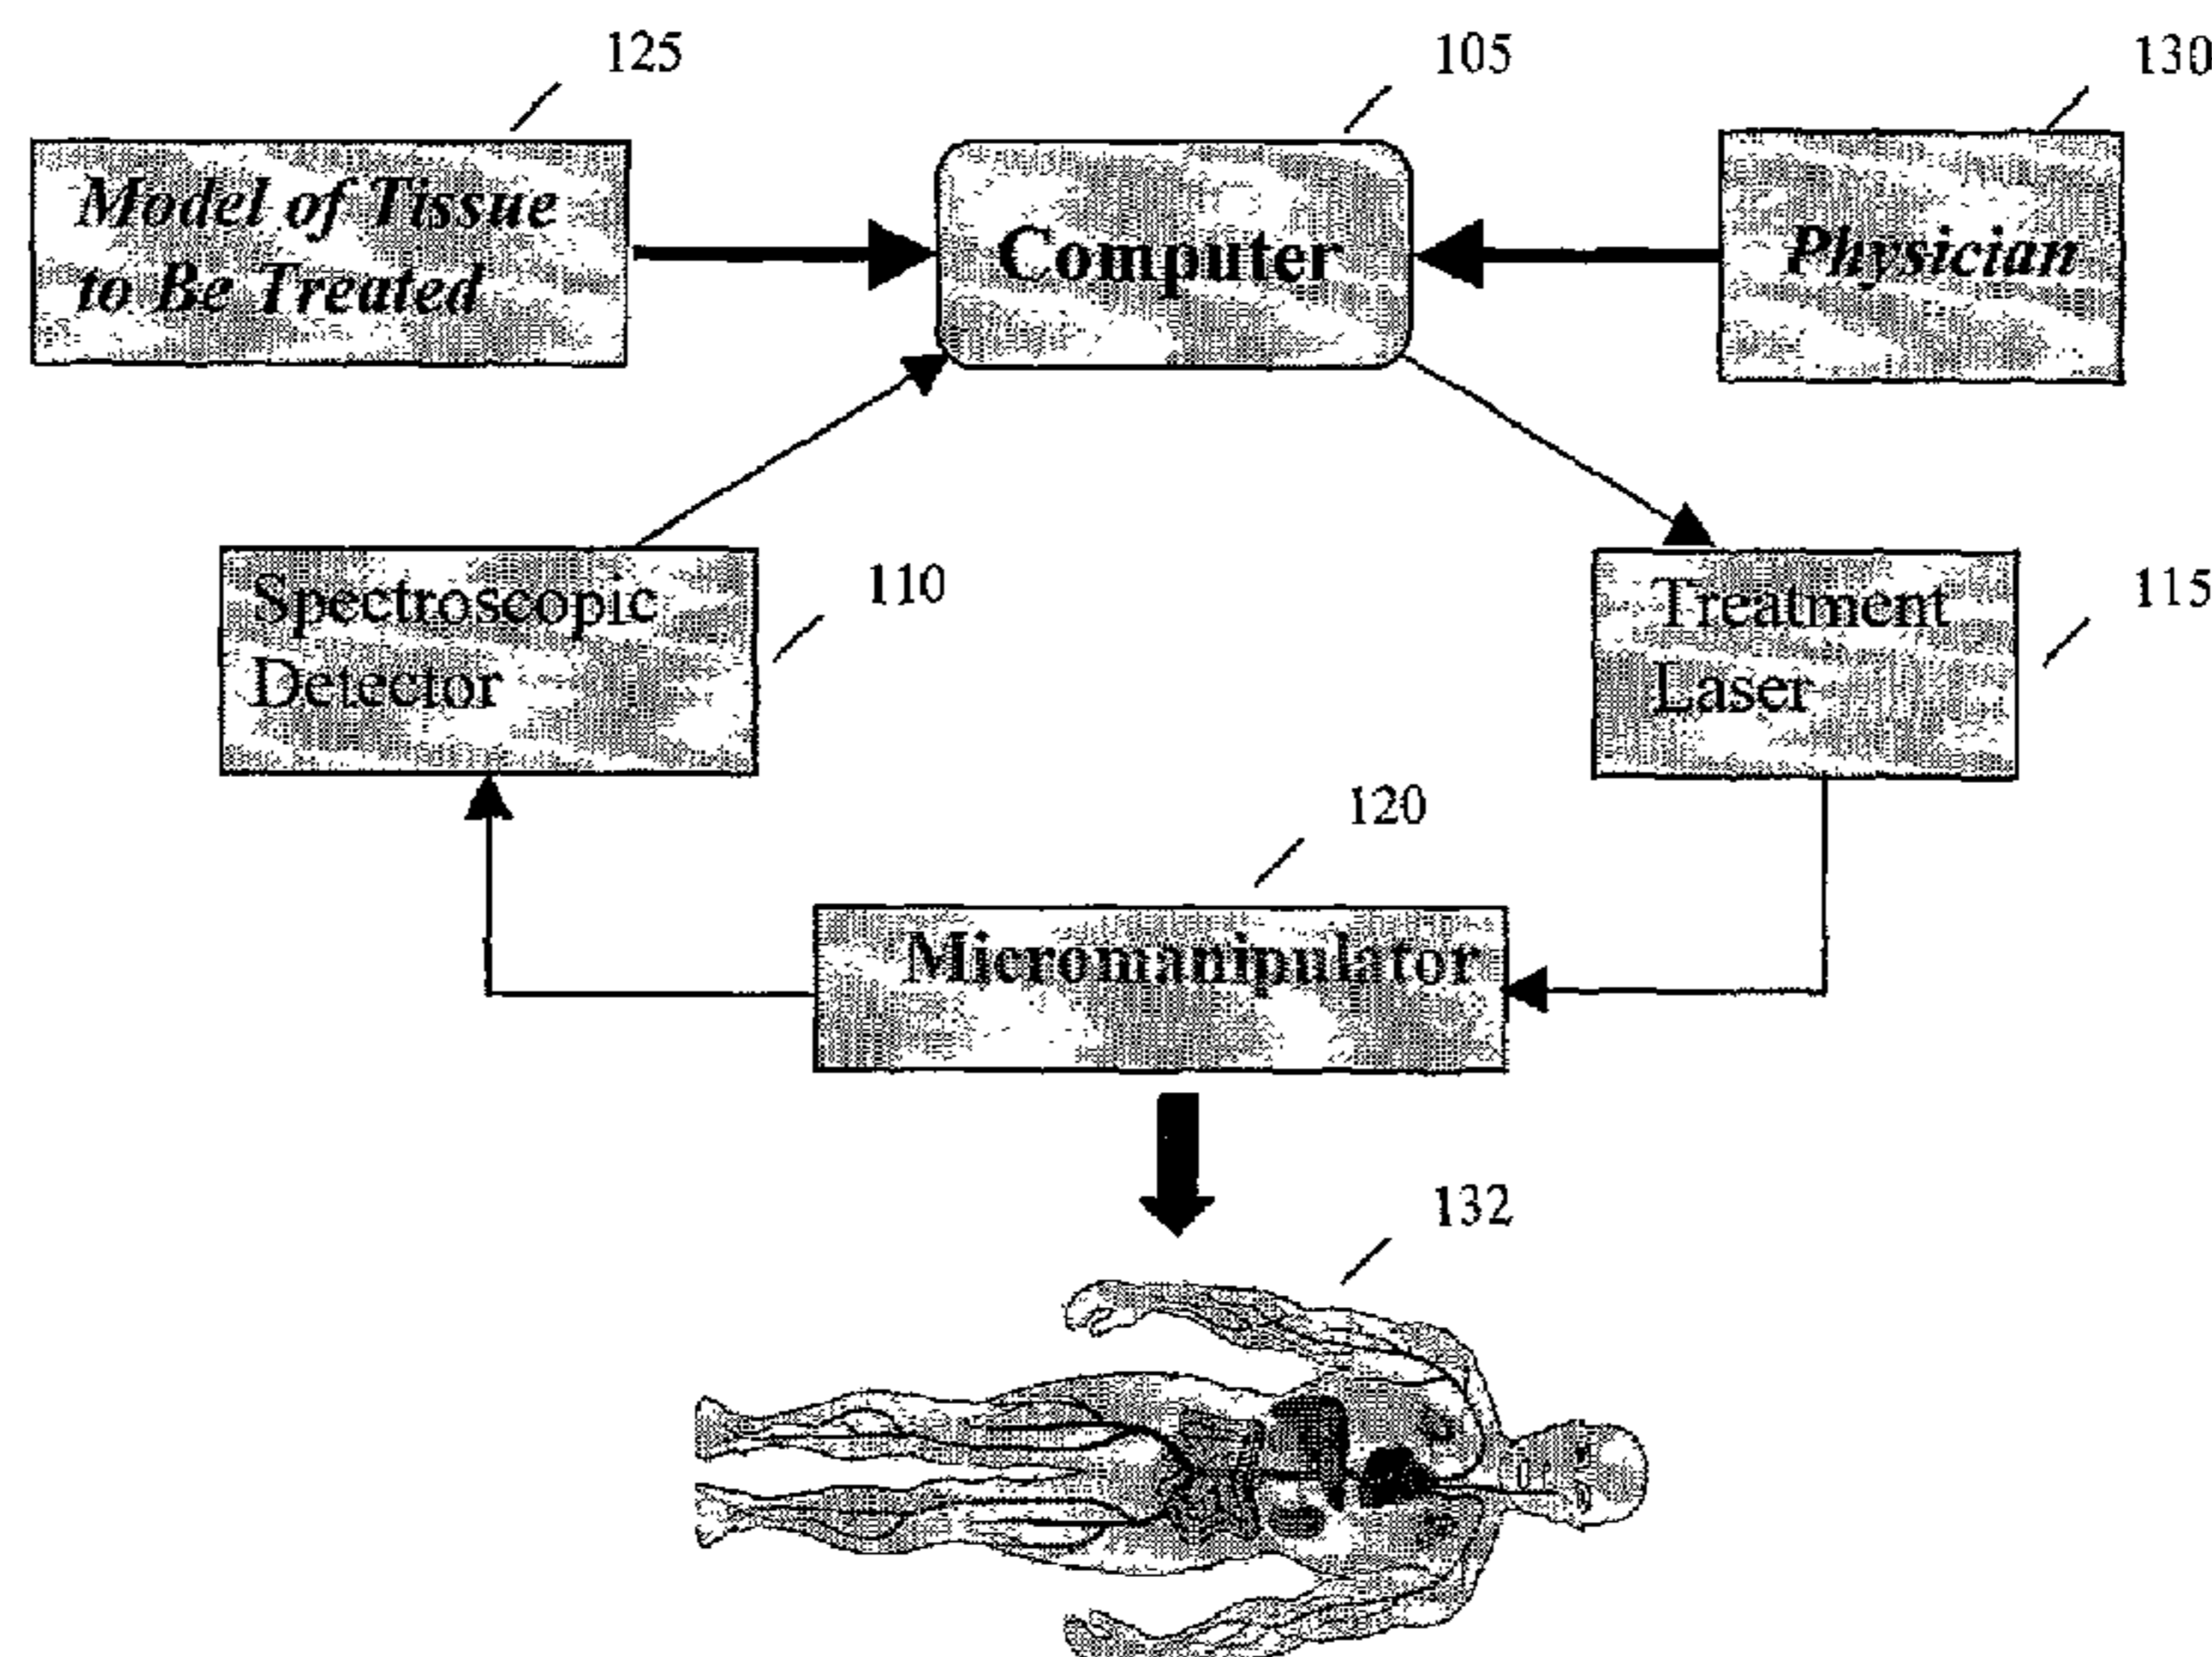 125
105
130
Model of Tissue
to Be Treated
Computer
Physician
Spectroscopic
Detector
110
Treatment
Laser
115
120
Micromanipulator
132